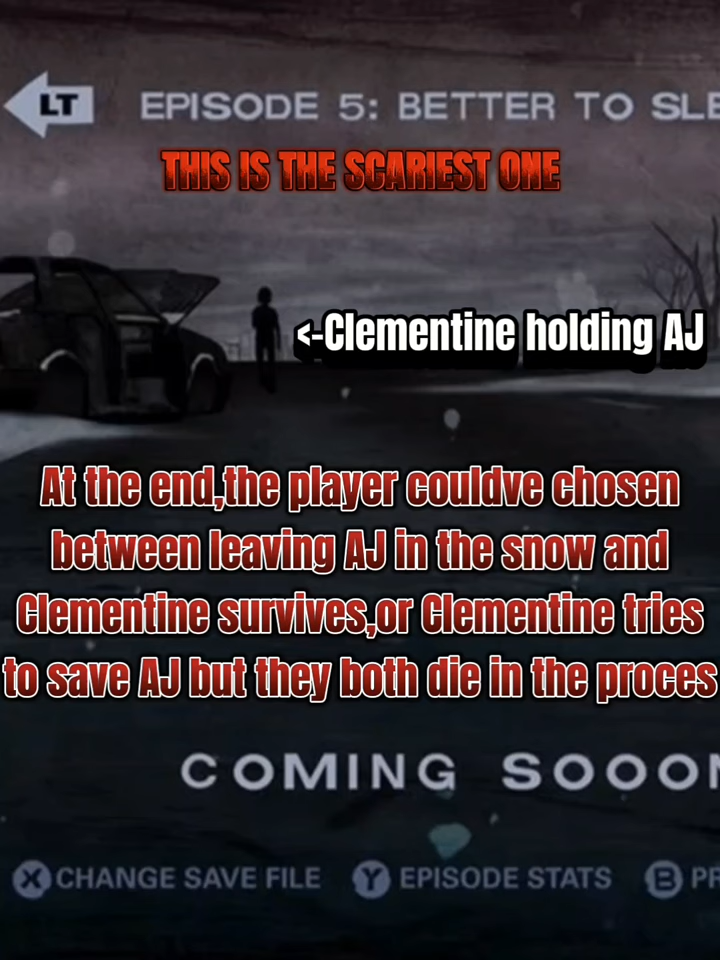 LT
EPISODE 5: BETTER TO SLE
THIS IS THE SCARIEST ONE
<-Clementine holding AJ
At the end,the player couldve chosen
between leaving AJ in the snow and
Clementine survives,or Clementine tries
to save AJ but they both die in the proces
COMING SOOON
X CHANGE SAVE FILE Y EPISODE STATS B PR